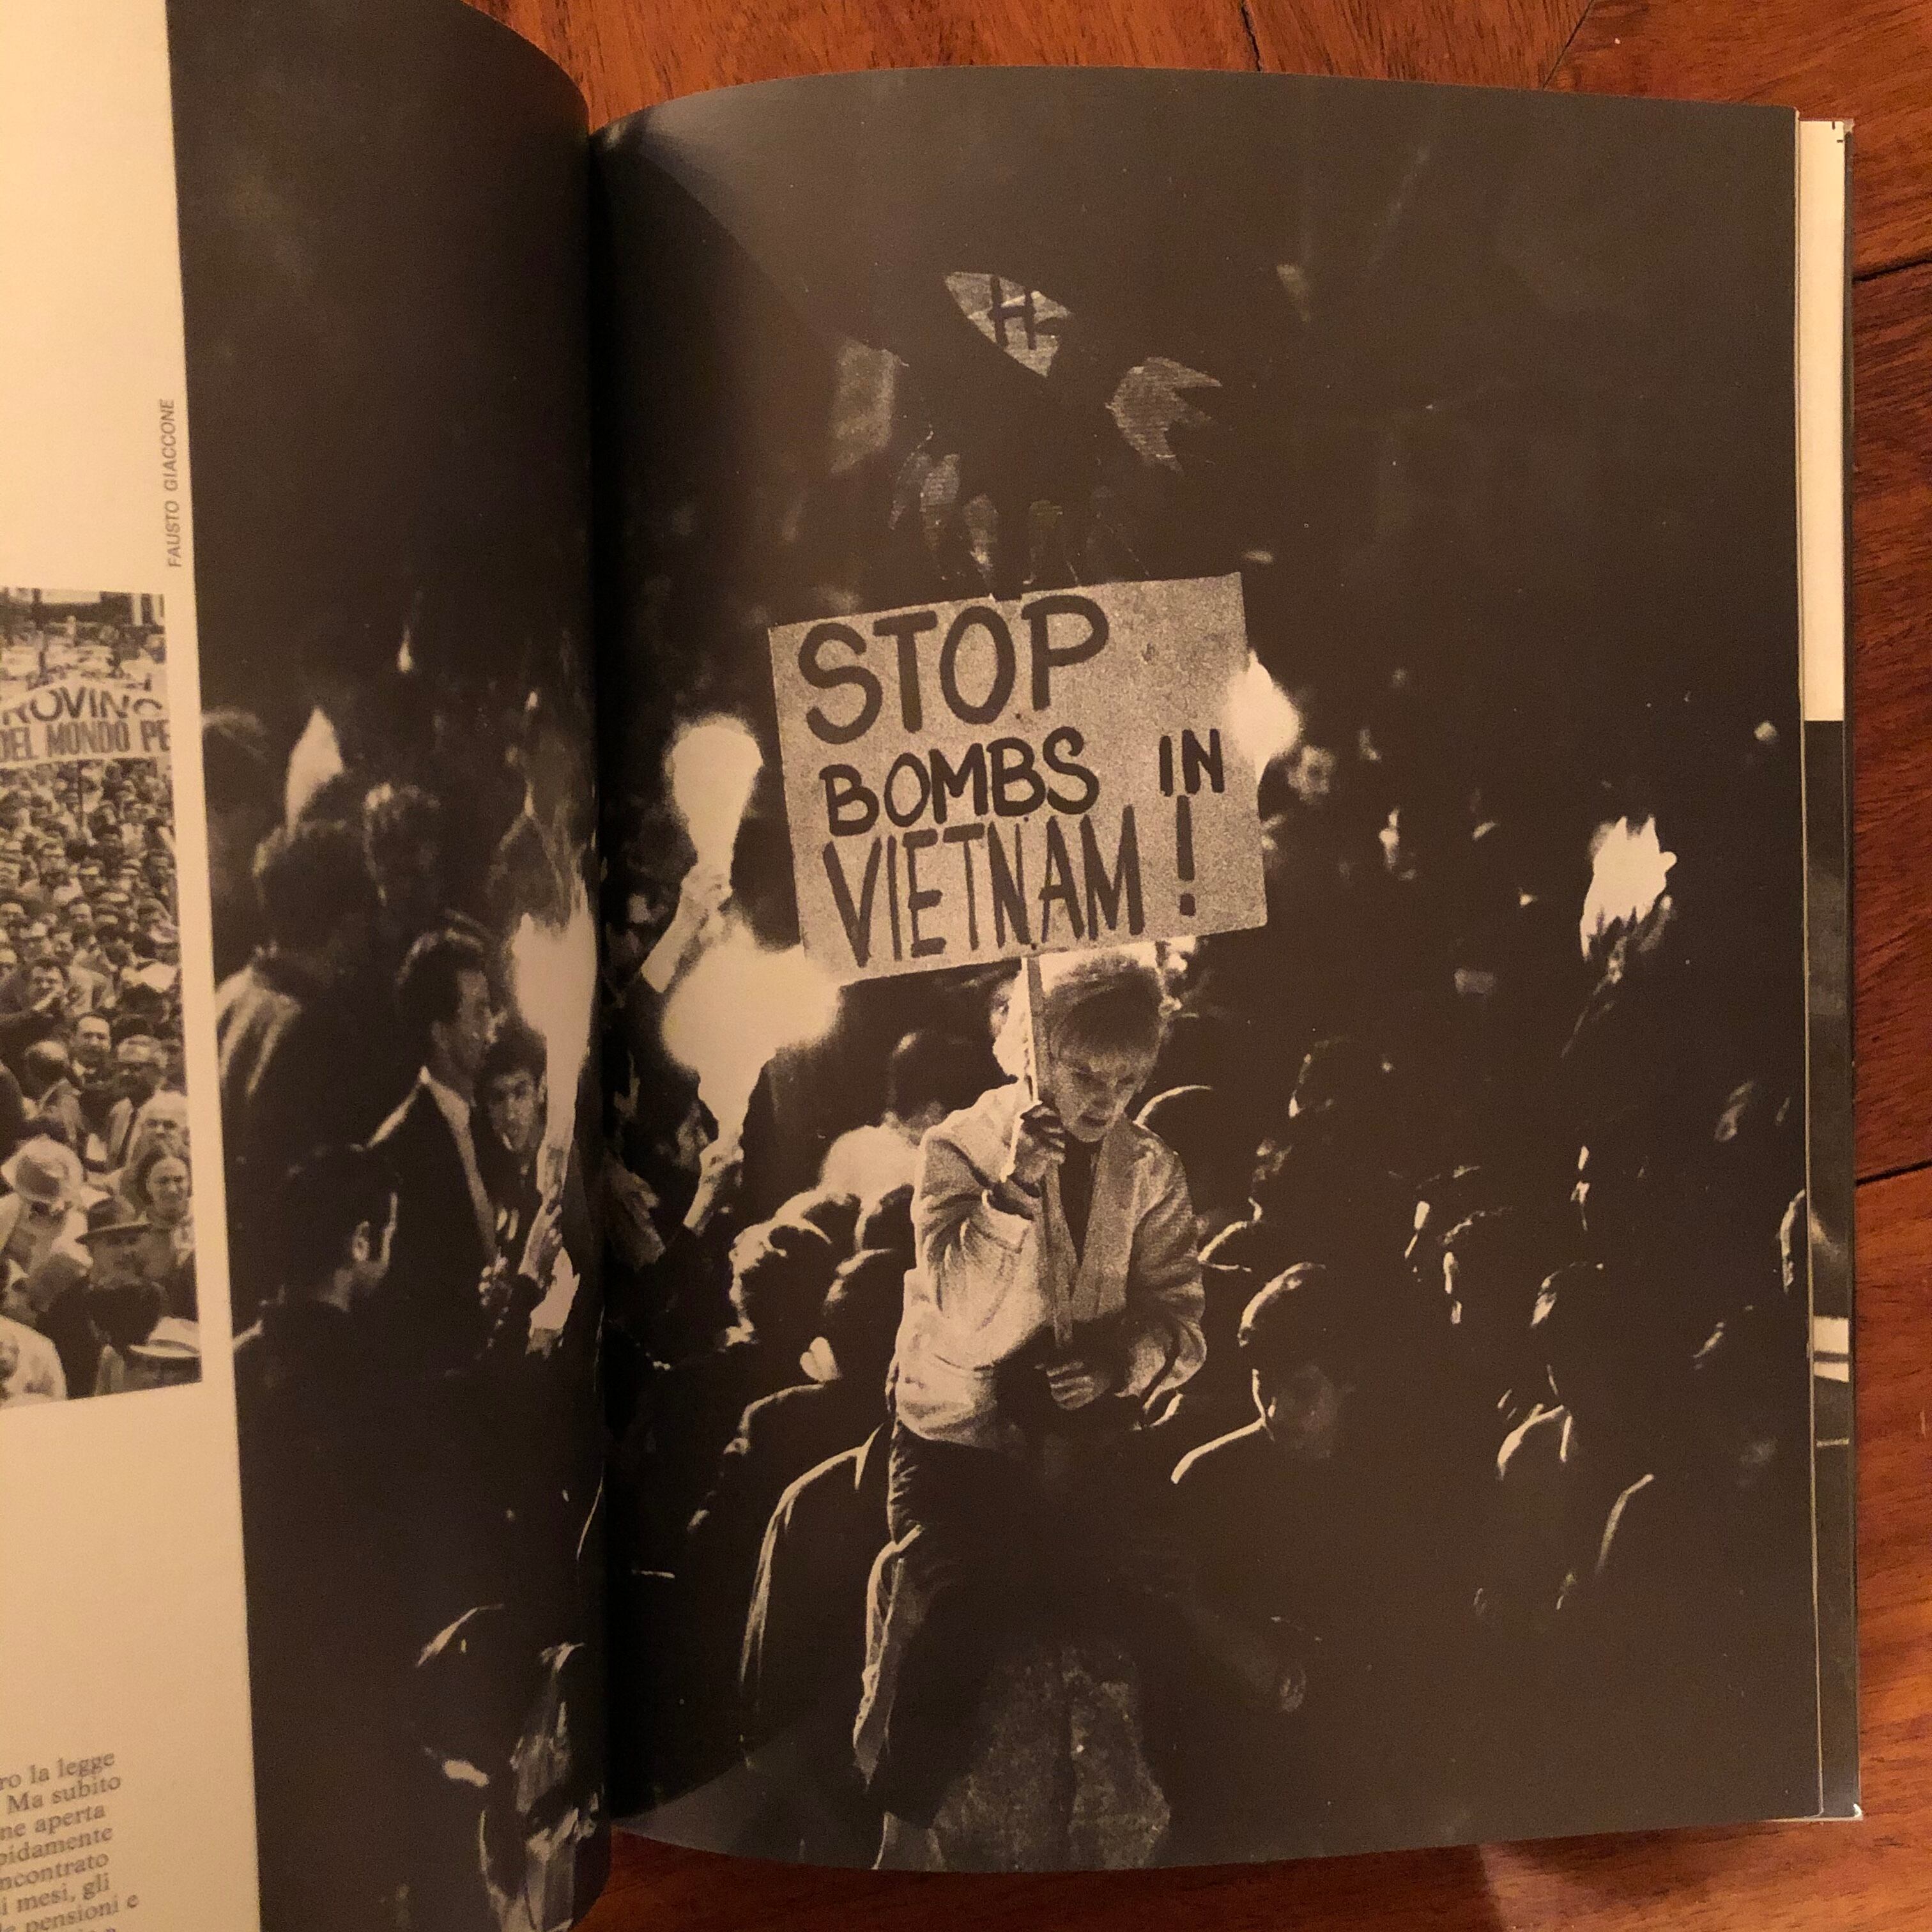 FAUSTO GIACCONE
DEL MONDO PE
ro la legge
Ma subito
ne aperta
pidamente
ncontrato
i mesi, gli
le pensioni e
H
STOP
BOMBS IN
VIETNAM!